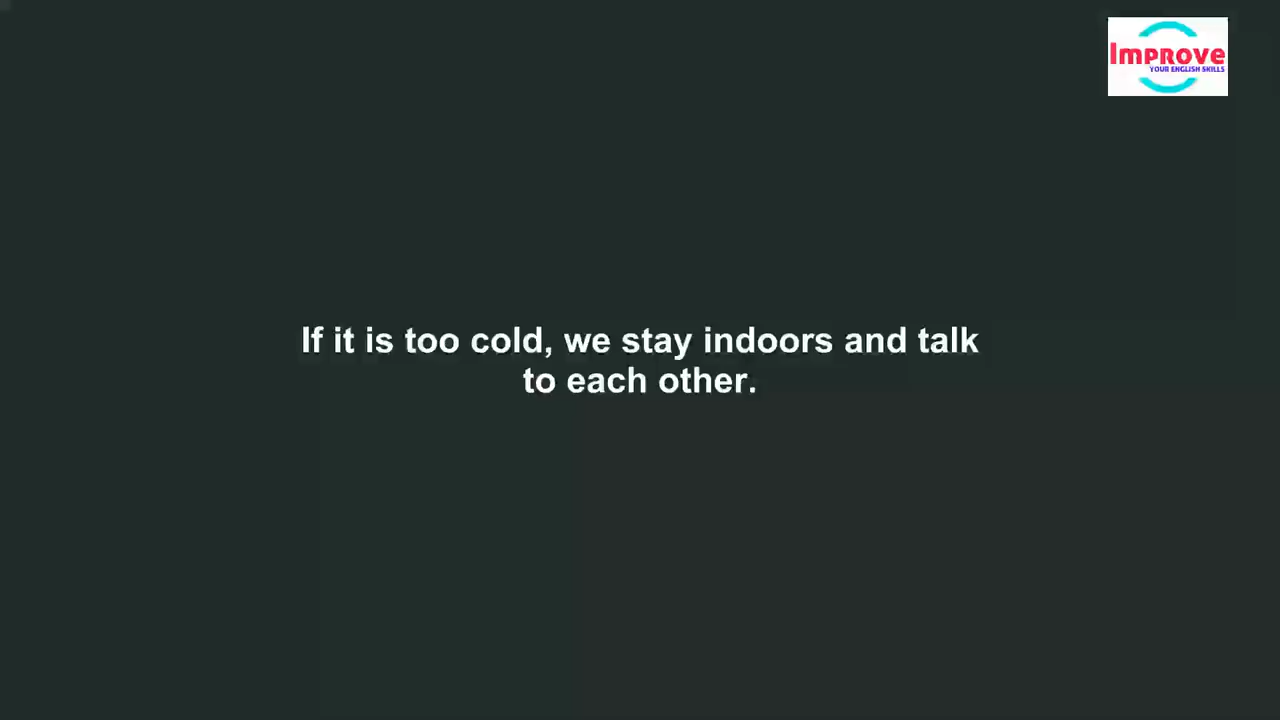 Improve
YOUR ENGLISH SKILLS
If it is too cold, we stay indoors and talk
to each other.